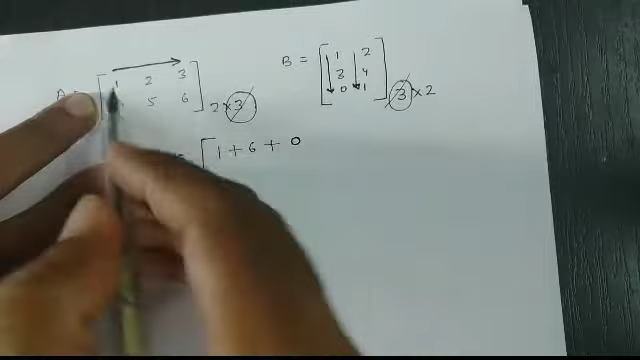 A = [ 1 2 3 5 6 ] 2×3
B = [ 1 2 3 4 0 1 ] 3×2
= [ 1 + 6 + 0